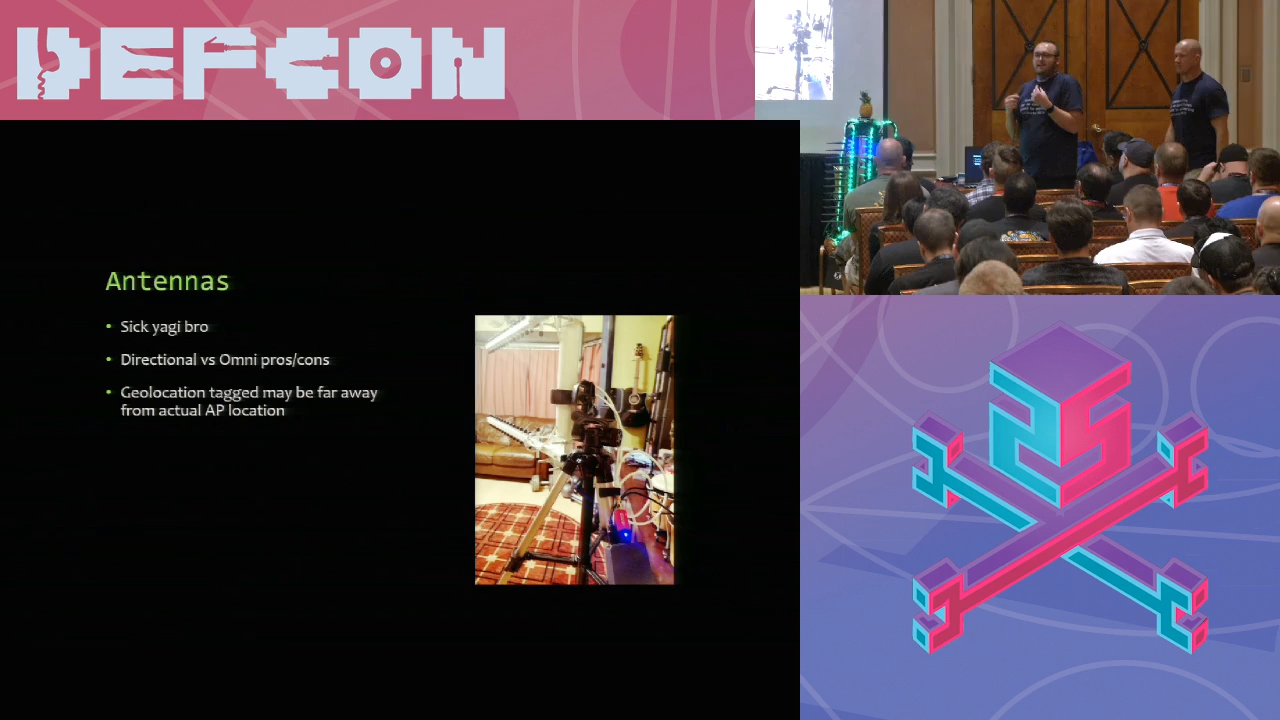 DEFCON
Antennas
• Sick yagi bro
• Directional vs Omni pros/cons
• Geolocation tagged may be far away
from actual AP location
25